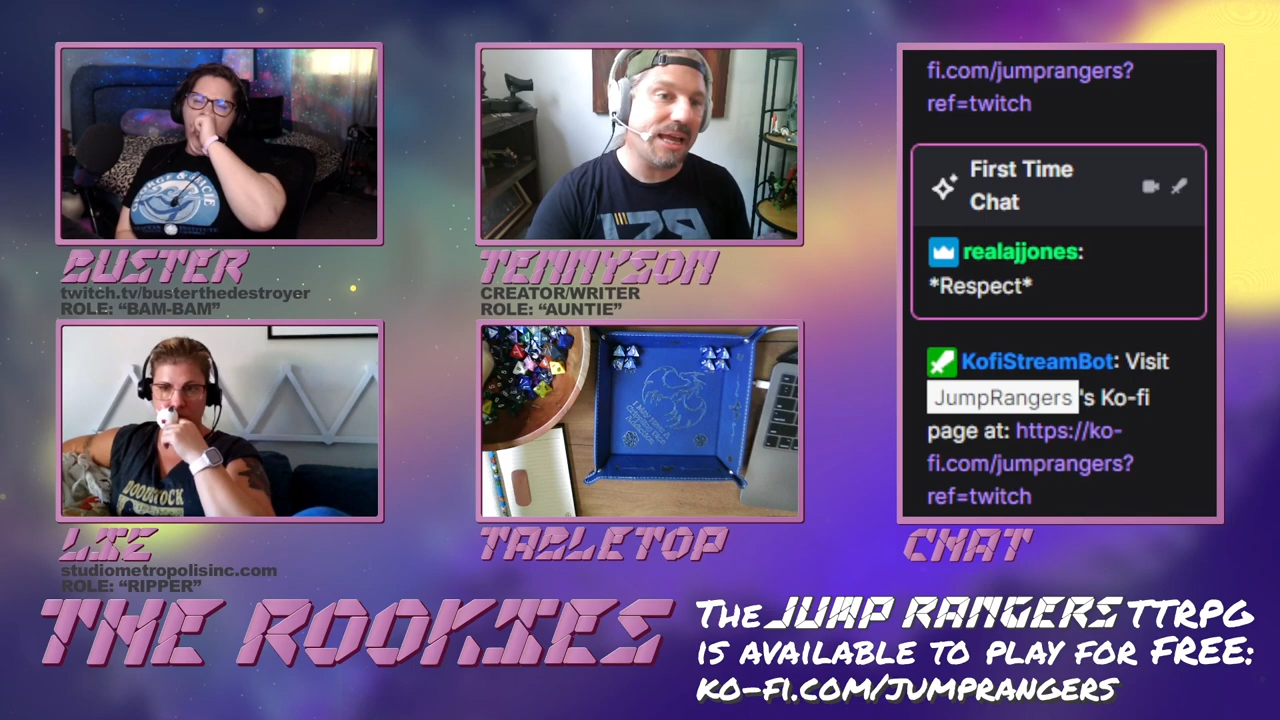 BUSTER
twitch.tv/busterthedestroyer
ROLE: “BAM-BAM”
TENNYSON
CREATOR/WRITER
ROLE: “AUNTIE”
LIZ
studiometropolisinc.com
ROLE: “RIPPER”
TABLETOP
fi.com/jumprangers?
ref=twitch
First Time
Chat
realajjones:
*Respect*
KofiStreamBot: Visit
JumpRangers's Ko-fi
page at: https://ko-
fi.com/jumprangers?
ref=twitch
CHAT
THE ROOKIES
THE JUMP RANGERS TTRPG
IS AVAILABLE TO PLAY FOR FREE:
KO-FI.COM/JUMPRANGERS